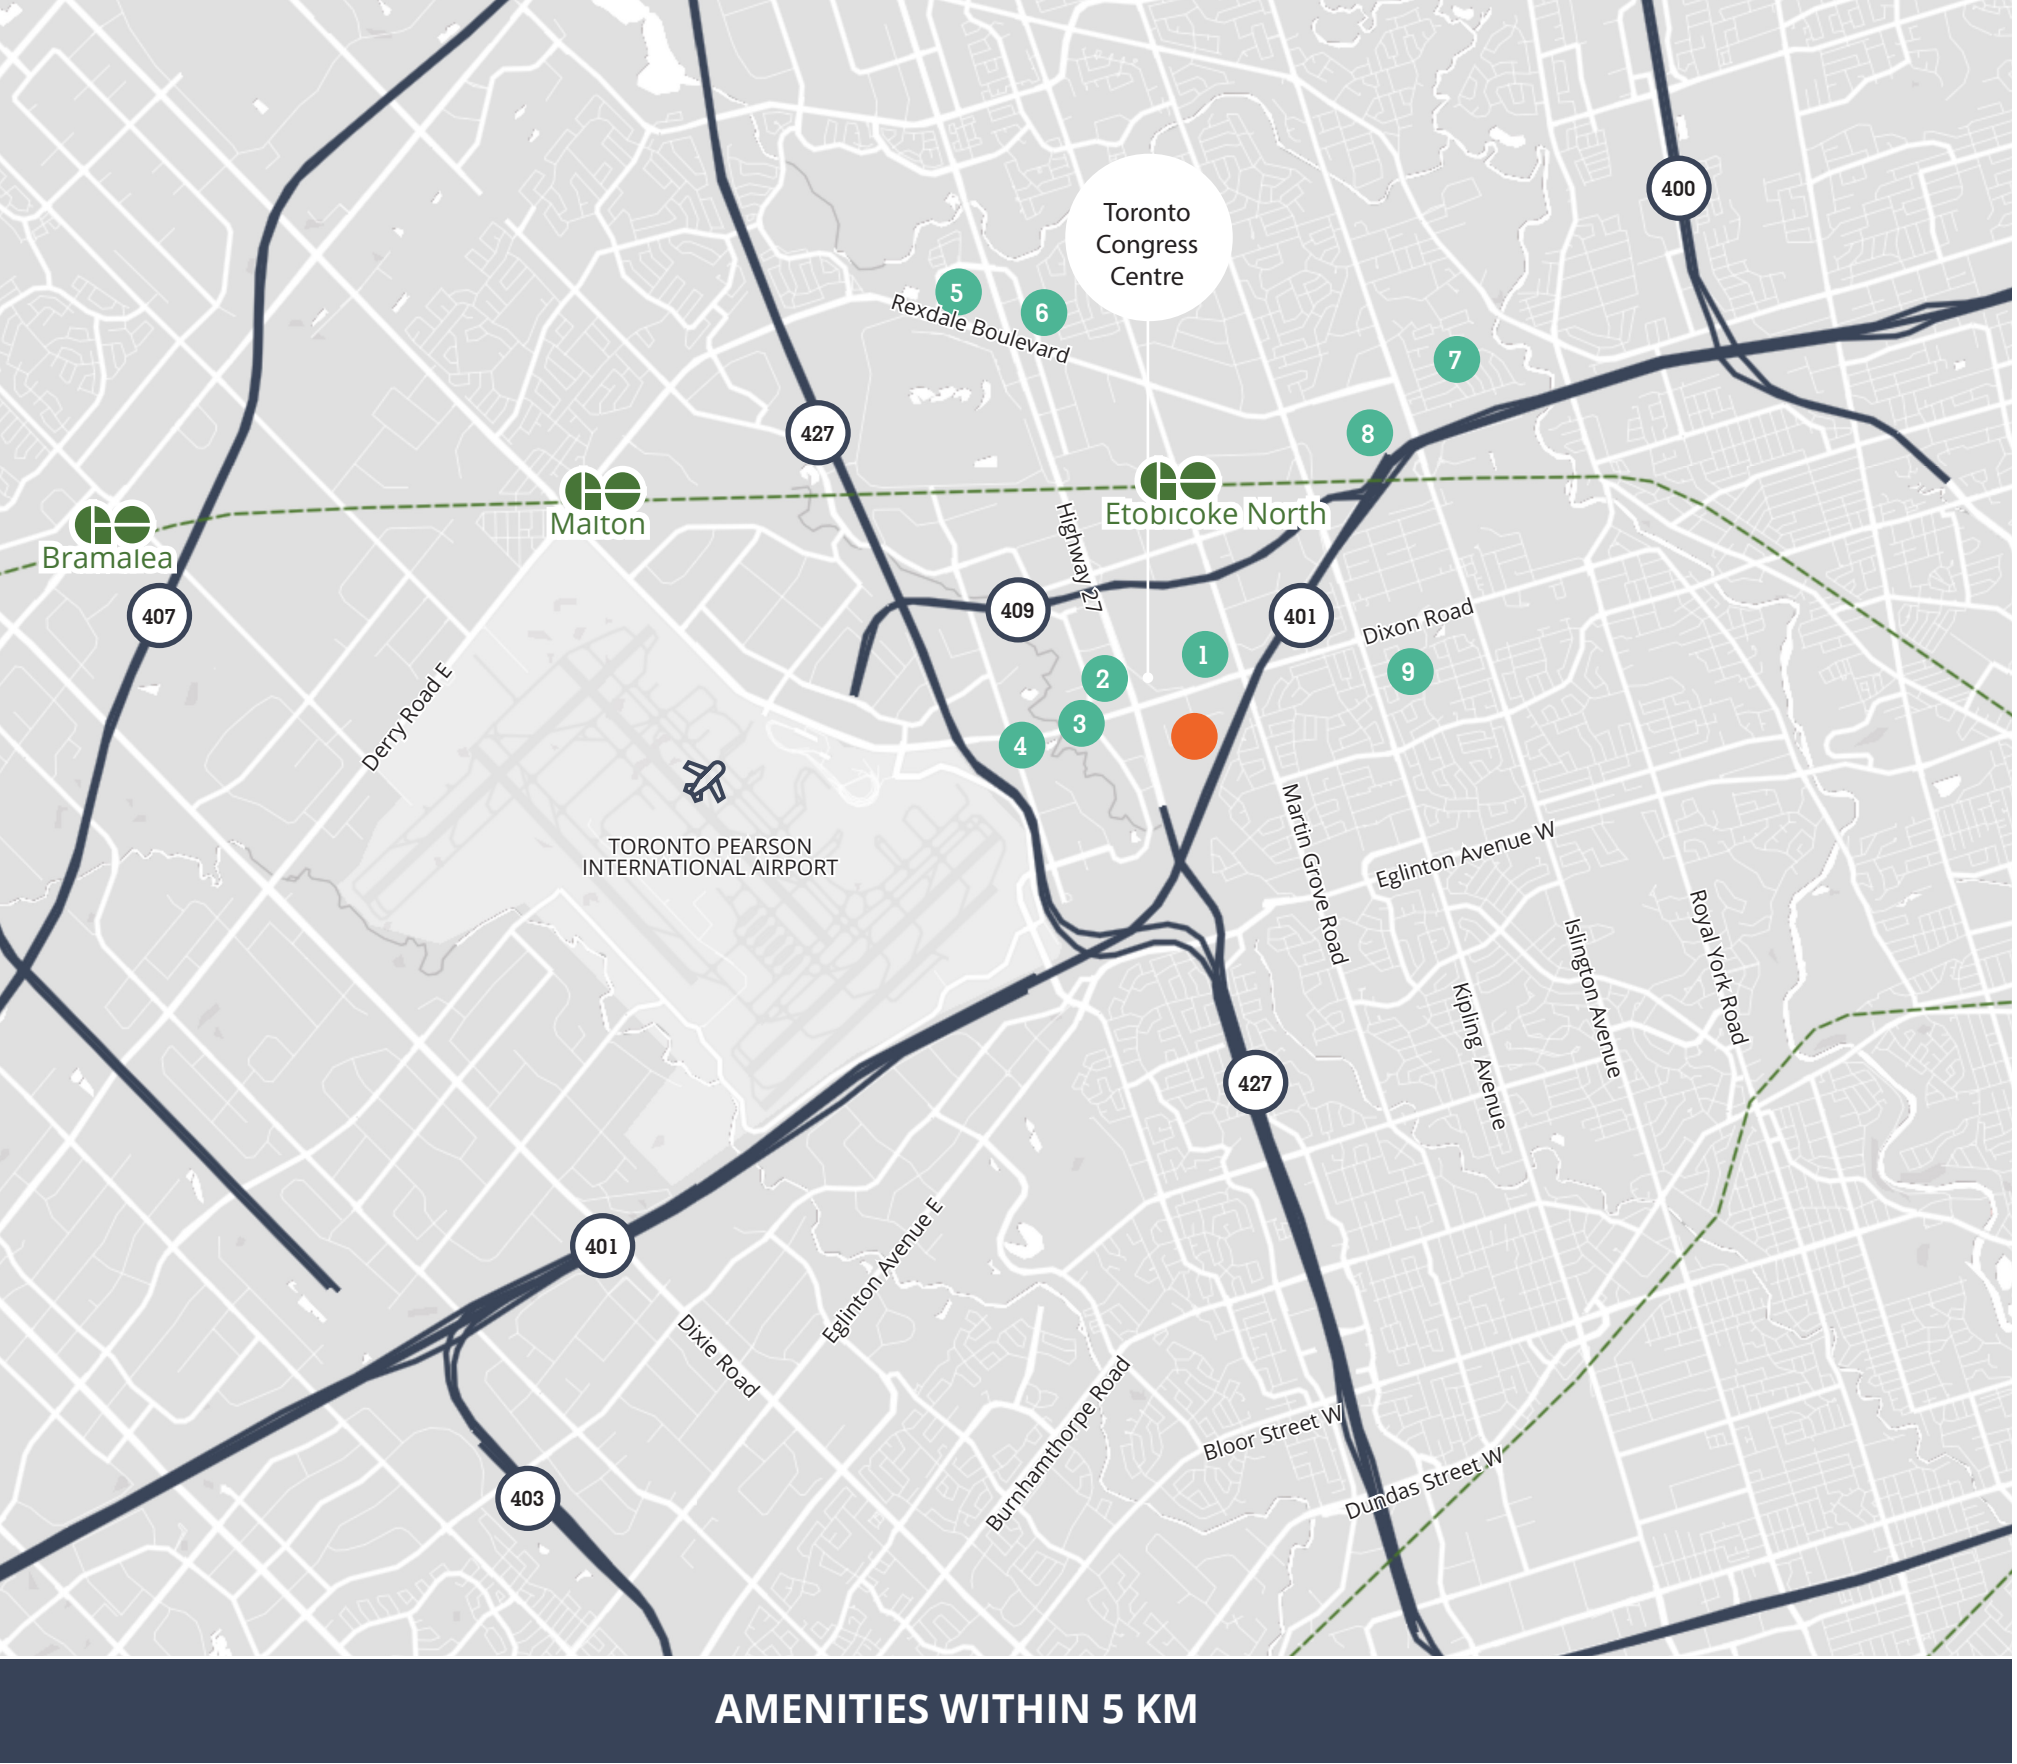 400
Toronto
Congress
Centre
5
6
Rexdale Boulevard
7
8
427
GO
Etobicoke North
GO
Malton
GO
Bramalea
407
Highway 27
409
401
Dixon Road
1
2
9
3
4
Derry Road E
TORONTO PEARSON
INTERNATIONAL AIRPORT
Martin Grove Road
Eglinton Avenue W
Royal York Road
Islington Avenue
Kipling Avenue
427
401
Eglinton Avenue E
Dixie Road
Burnhamthorpe Road
Bloor Street W
Dundas Street W
403
AMENITIES WITHIN 5 KM